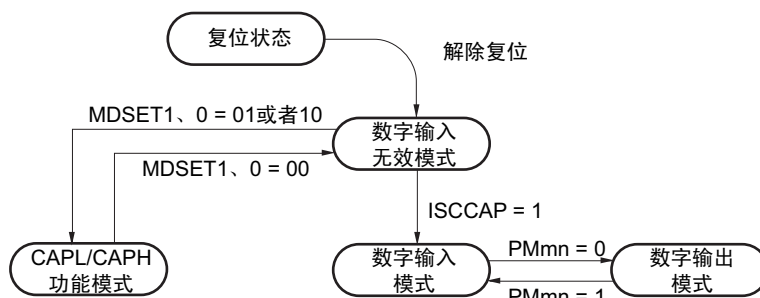 复位状态
解除复位
MDSET1、0 = 01或者10
数字输入
无效模式
MDSET1、0 = 00
ISCCAP = 1
CAPL/CAPH
功能模式
数字输入
模式
PMmn = 0
数字输出
模式
PMmn = 1